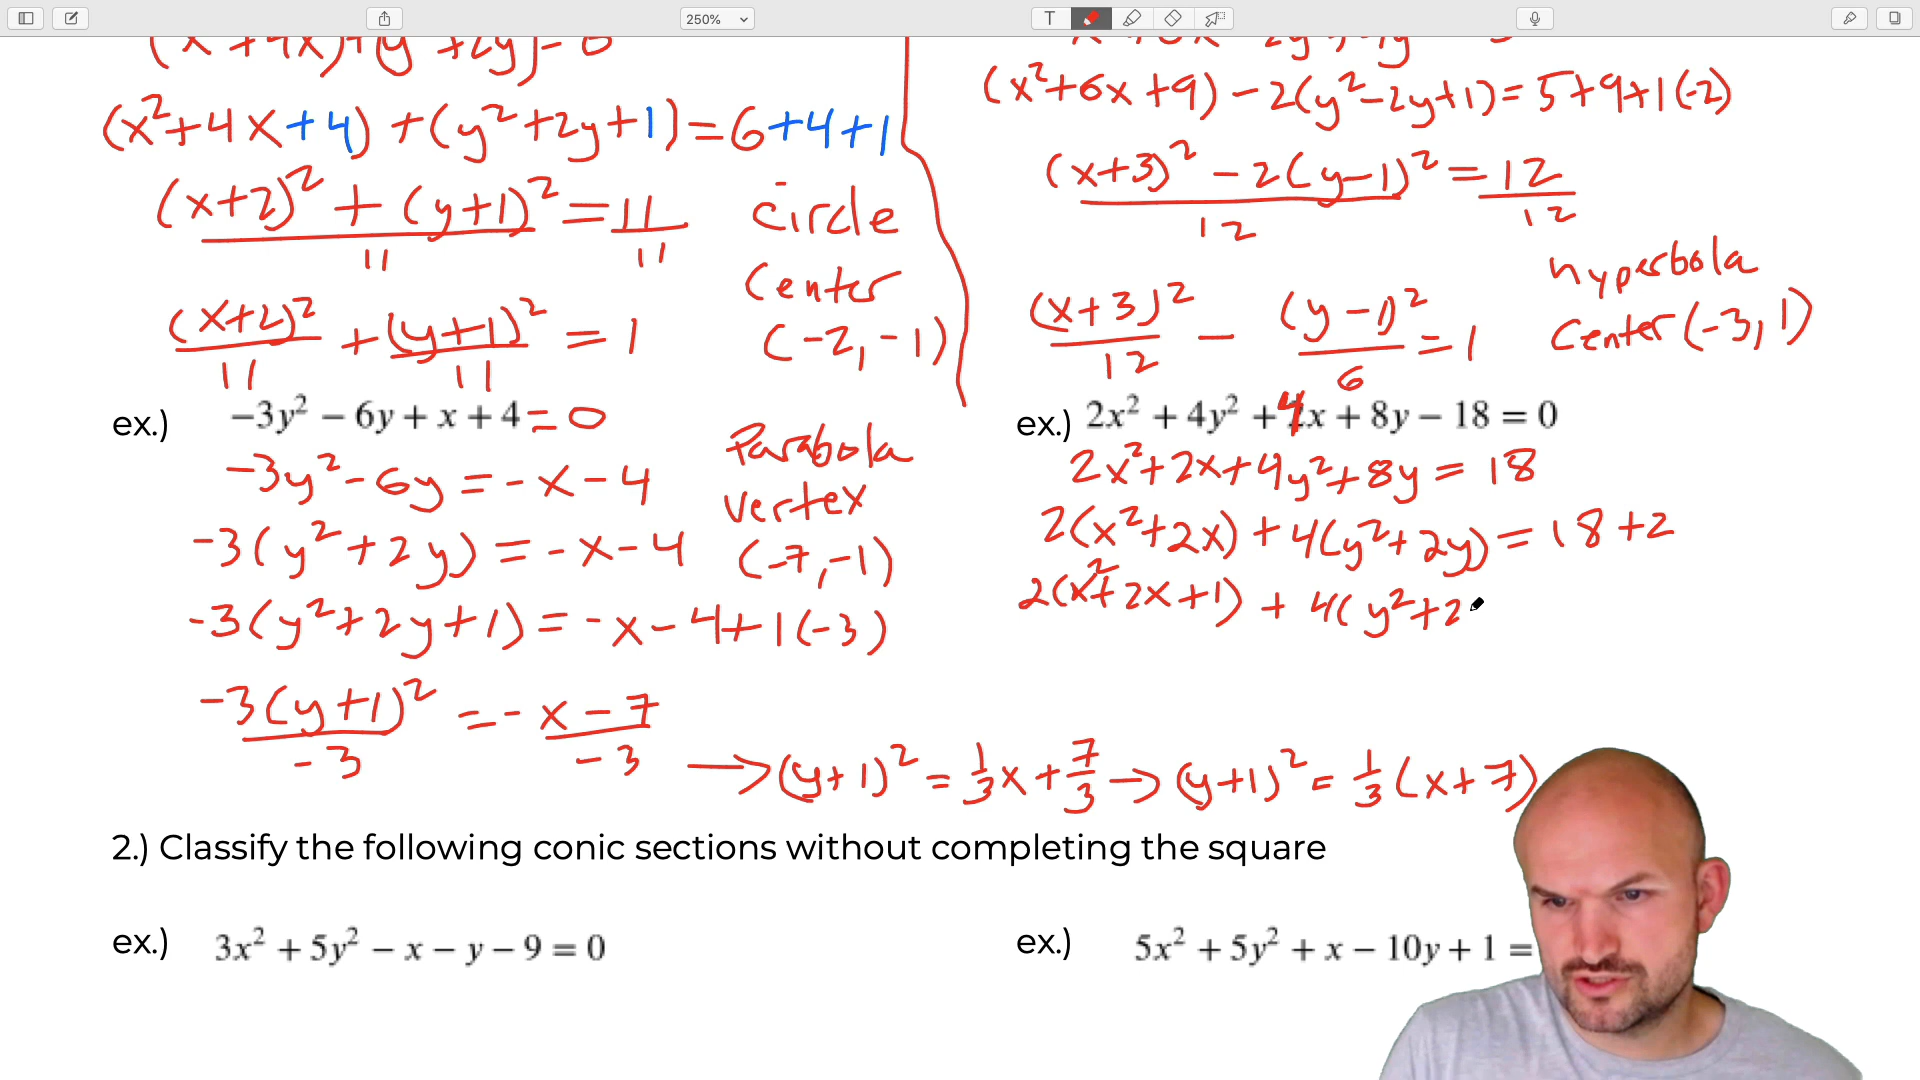 250%
T
(x²+4x)+(y²+2y)=6
(x²+4x+4)+(y²+2y+1)=6+4+1
(x+2)²+(y+1)²=11
11 11
circle
center
(-2,-1)
(x+2)²/11+(y+1)²/11=1
(x²+6x+9)-2(y²-2y+1)=5+9+1(-2)
(x+3)²-2(y-1)²=12
12 12
(x+3)²/12-(y-1)²/6=1
hyperbola
center(-3,1)
ex.) −3y² − 6y + x + 4=0
-3y²-6y=-x-4
-3(y²+2y)=-x-4
-3(y²+2y+1)=-x-4+1(-3)
-3(y+1)²=-x-7
-3 -3
Parabola
vertex
(-7,-1)
→(y+1)²=1/3x+7/3→(y+1)²=1/3(x+7)
ex.) 2x² + 4y² + 4x + 8y − 18 = 0
2x²+2x+4y²+8y=18
2(x²+2x)+4(y²+2y)=18+2
2(x²+2x+1)+4(y²+2
2.) Classify the following conic sections without completing the square
ex.) 3x² + 5y² − x − y − 9 = 0
ex.) 5x² + 5y² + x − 10y + 1 =